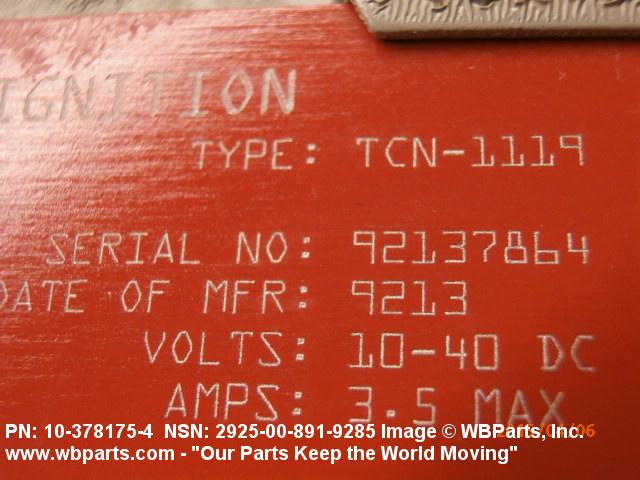 IGNITION
TYPE: TCN-1119
SERIAL NO: 92137864
DATE OF MFR: 9213
VOLTS: 10-40 DC
AMPS: 3.5 MAX
PN: 10-378175-4 NSN: 2925-00-891-9285 Image © WBParts, Inc.
www.wbparts.com - "Our Parts Keep the World Moving"